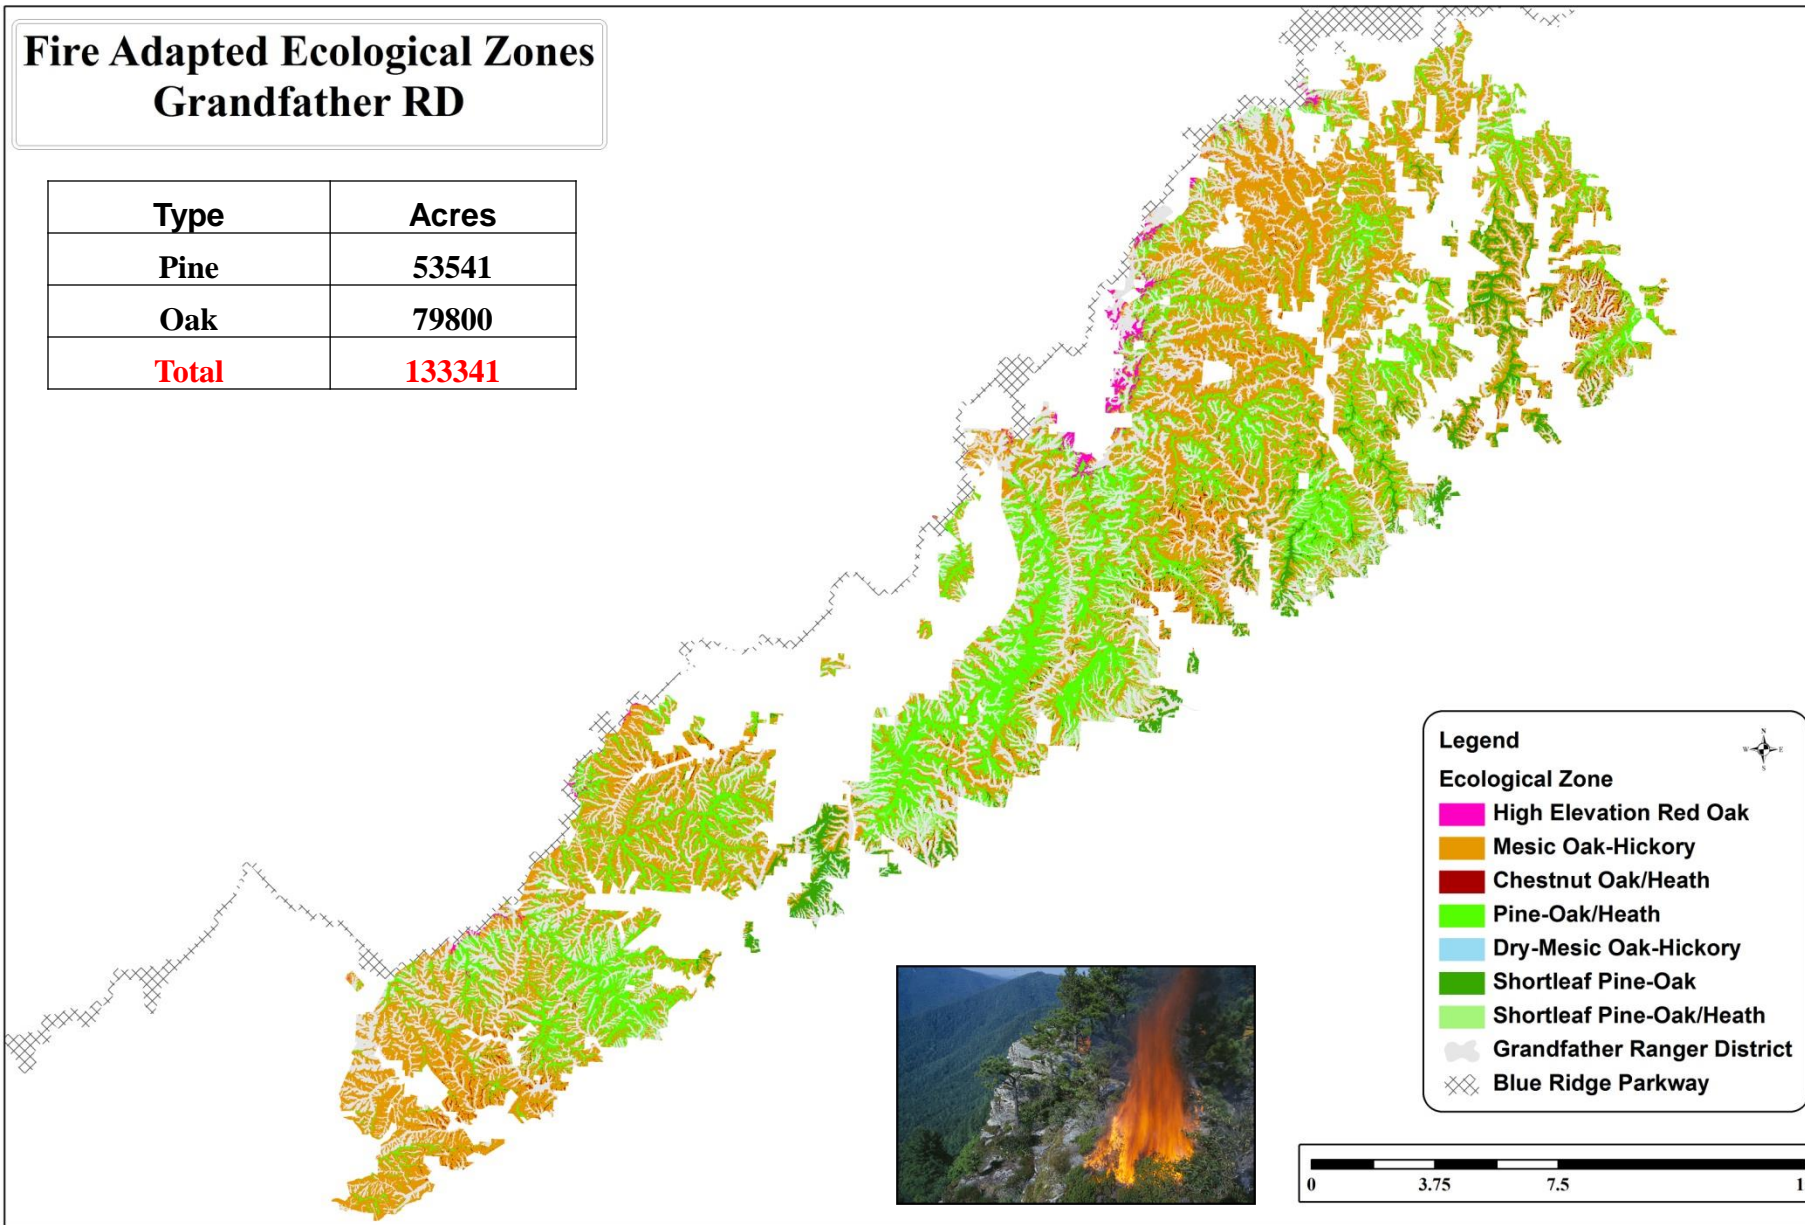 Fire Adapted Ecological Zones
Grandfather RD
Type Acres
Pine 53541
Oak 79800
Total 133341
Legend
N
W E
S
Ecological Zone
High Elevation Red Oak
Mesic Oak-Hickory
Chestnut Oak/Heath
Pine-Oak/Heath
Dry-Mesic Oak-Hickory
Shortleaf Pine-Oak
Shortleaf Pine-Oak/Heath
Grandfather Ranger District
Blue Ridge Parkway
0 3.75 7.5 1